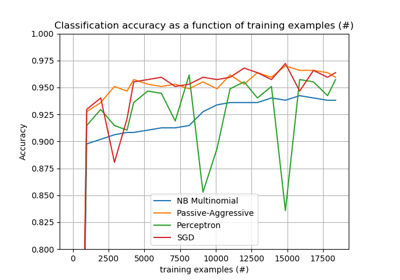 Classification accuracy as a function of training examples (#)
1.000
0.975
0.950
0.925
0.900
0.875
0.850
0.825
0.800
Accuracy
NB Multinomial
Passive-Aggressive
Perceptron
SGD
0 2500 5000 7500 10000 12500 15000 17500
training examples (#)